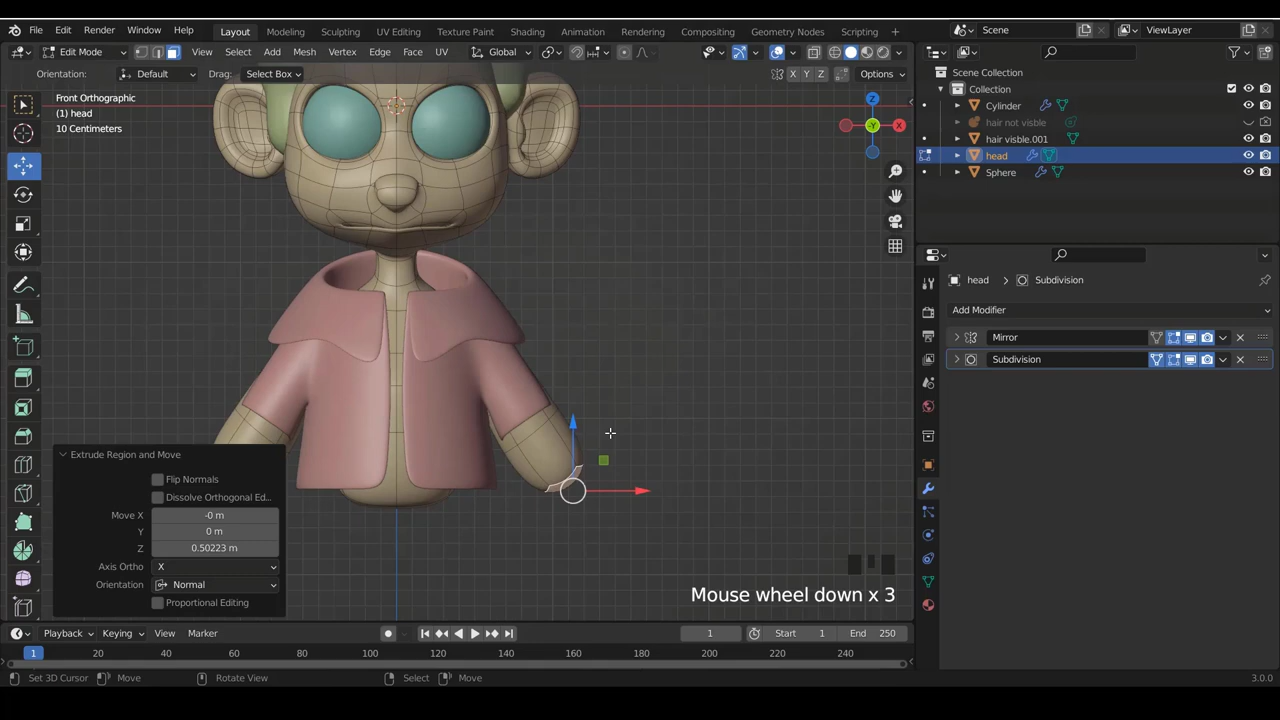 File Edit Render Window Help Layout Modeling Sculpting UV Editing Texture Paint Shading Animation Rendering Compositing Geometry Nodes Scripting Scene ViewLayer
Edit Mode View Select Add Mesh Vertex Edge Face UV Global
Orientation: Default Drag: Select Box X Y Z Options
Front Orthographic
(1) head
10 Centimeters
Z
X
-Y
Scene Collection
Collection
Cylinder
hair not visble
hair visble.001
head
Sphere
head > Subdivision
Add Modifier
Mirror
Subdivision
Extrude Region and Move
Flip Normals
Dissolve Orthogonal Ed...
Move X -0 m
Y 0 m
Z 0.50223 m
Axis Ortho X
Orientation Normal
Proportional Editing
Mouse wheel down x 3
Playback Keying View Marker 1 Start 1 End 250
1 20 40 60 80 100 120 140 160 180 200 220 240
Set 3D Cursor Move Rotate View Select Move 3.0.0